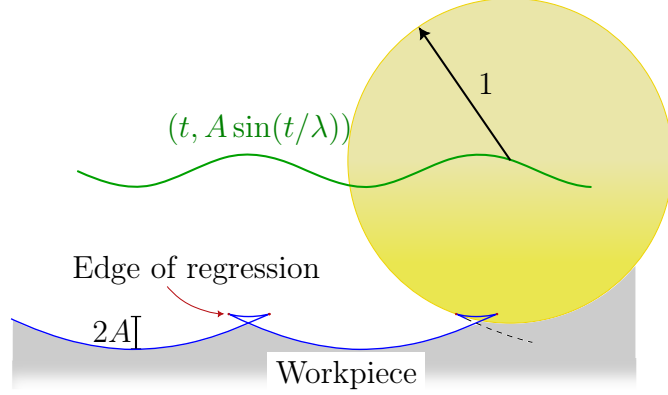 1
(t, A sin(t/λ))
Edge of regression
2A
Workpiece